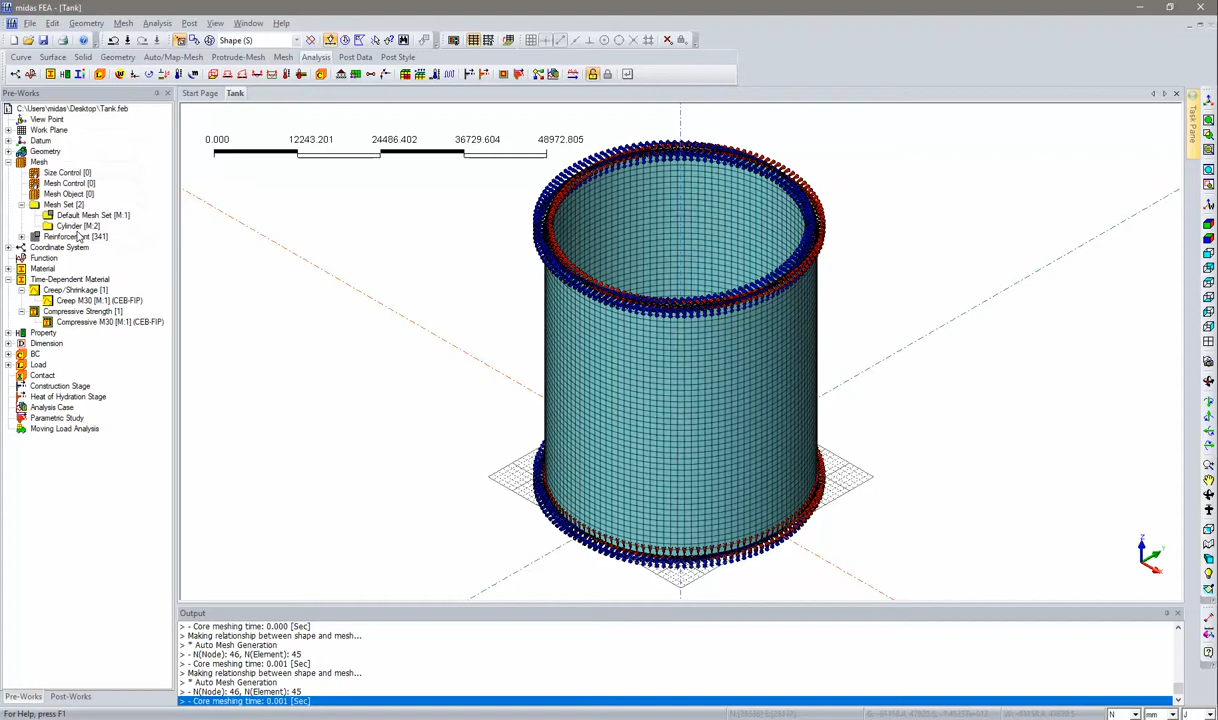 midas FEA - [Tank]
File Edit Geometry Mesh Analysis Post View Window Help
Shape (S)
Curve Surface Solid Geometry Auto/Map-Mesh Protrude-Mesh Mesh Analysis Post Data Post Style
Pre-Works
Start Page Tank
C:\Users\midas\Desktop\Tank.feb
View Point
Work Plane
Datum
Geometry
Mesh
Size Control [0]
Mesh Control [0]
Mesh Object [0]
Mesh Set [2]
Default Mesh Set [M:1]
Cylinder [M:2]
Reinforcement [341]
Coordinate System
Function
Material
Time-Dependent Material
Creep/Shrinkage [1]
Creep M30 [M:1] (CEB-FIP)
Compressive Strength [1]
Compressive M30 [M:1] (CEB-FIP)
Property
Dimension
BC
Load
Contact
Construction Stage
Heat of Hydration Stage
Analysis Case
Parametric Study
Moving Load Analysis
0.000 12243.201 24486.402 36729.604 48972.805
Task Pane
Z
Y
X
Output
> - Core meshing time: 0.000 [Sec]
> Making relationship between shape and mesh...
> * Auto Mesh Generation
> - N(Node): 46, N(Element): 45
> - Core meshing time: 0.001 [Sec]
> Making relationship between shape and mesh...
> * Auto Mesh Generation
> - N(Node): 46, N(Element): 45
> - Core meshing time: 0.001 [Sec]
Pre-Works Post-Works
For Help, press F1
N mm J